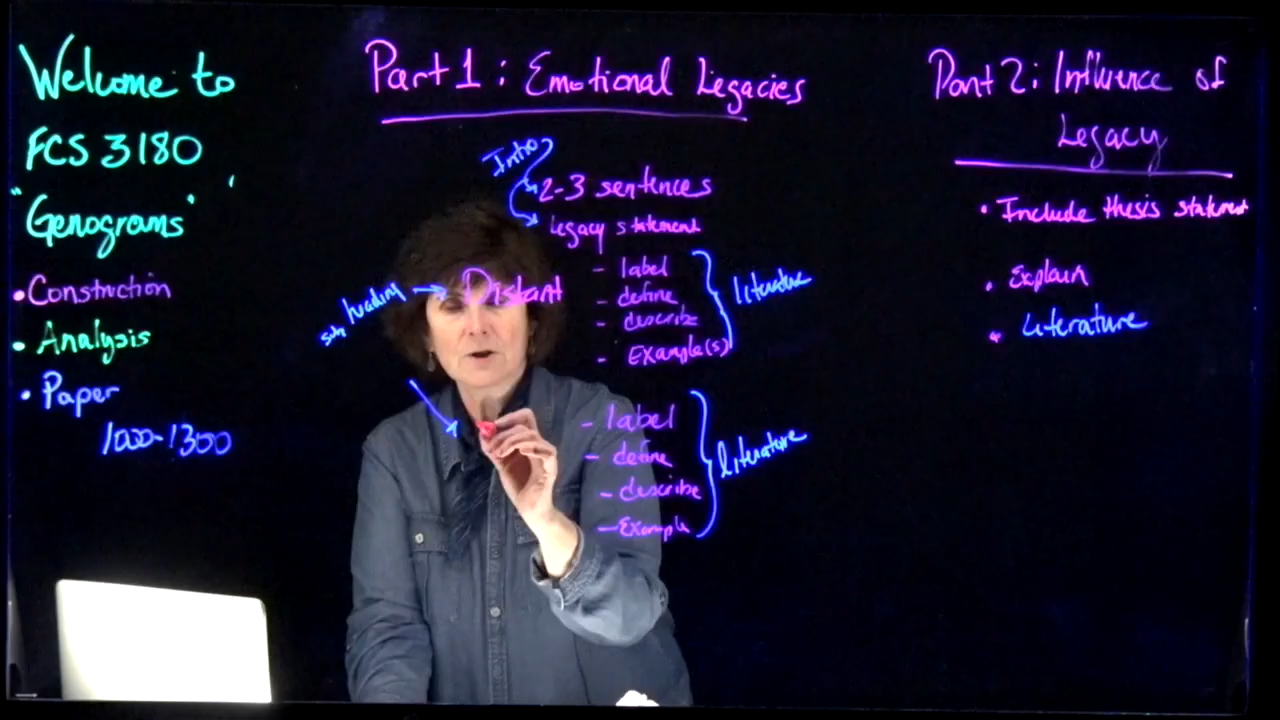 Welcome to
FCS 3180
"Genograms"
• Construction
• Analysis
• Paper
1000-1300
Part 1: Emotional Legacies
Intro
2-3 sentences
legacy statement
sub heading → Distant
- label
- define
- describe
- Example(s)
literature
- label
- define
- describe
- Example
literature
Part 2: Influence of
Legacy
• Include thesis statement
• Explain
• Literature